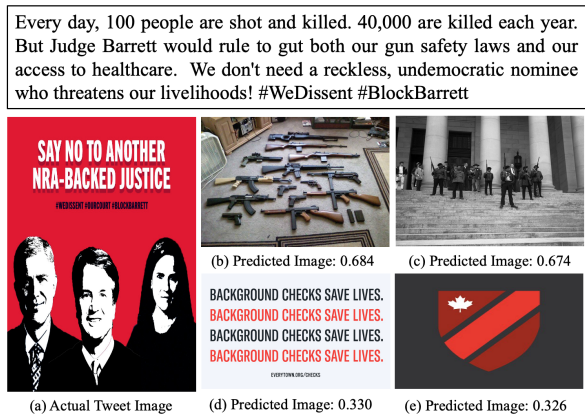 Every day, 100 people are shot and killed. 40,000 are killed each year.
But Judge Barrett would rule to gut both our gun safety laws and our
access to healthcare. We don't need a reckless, undemocratic nominee
who threatens our livelihoods! #WeDissent #BlockBarrett
SAY NO TO ANOTHER
NRA-BACKED JUSTICE
#WEDISSENT #OURCOURT #BLOCKBARRETT
(a) Actual Tweet Image
(b) Predicted Image: 0.684
(c) Predicted Image: 0.674
BACKGROUND CHECKS SAVE LIVES.
BACKGROUND CHECKS SAVE LIVES.
BACKGROUND CHECKS SAVE LIVES.
BACKGROUND CHECKS SAVE LIVES.
EVERYTOWN.ORG/CHECKS
(d) Predicted Image: 0.330
(e) Predicted Image: 0.326